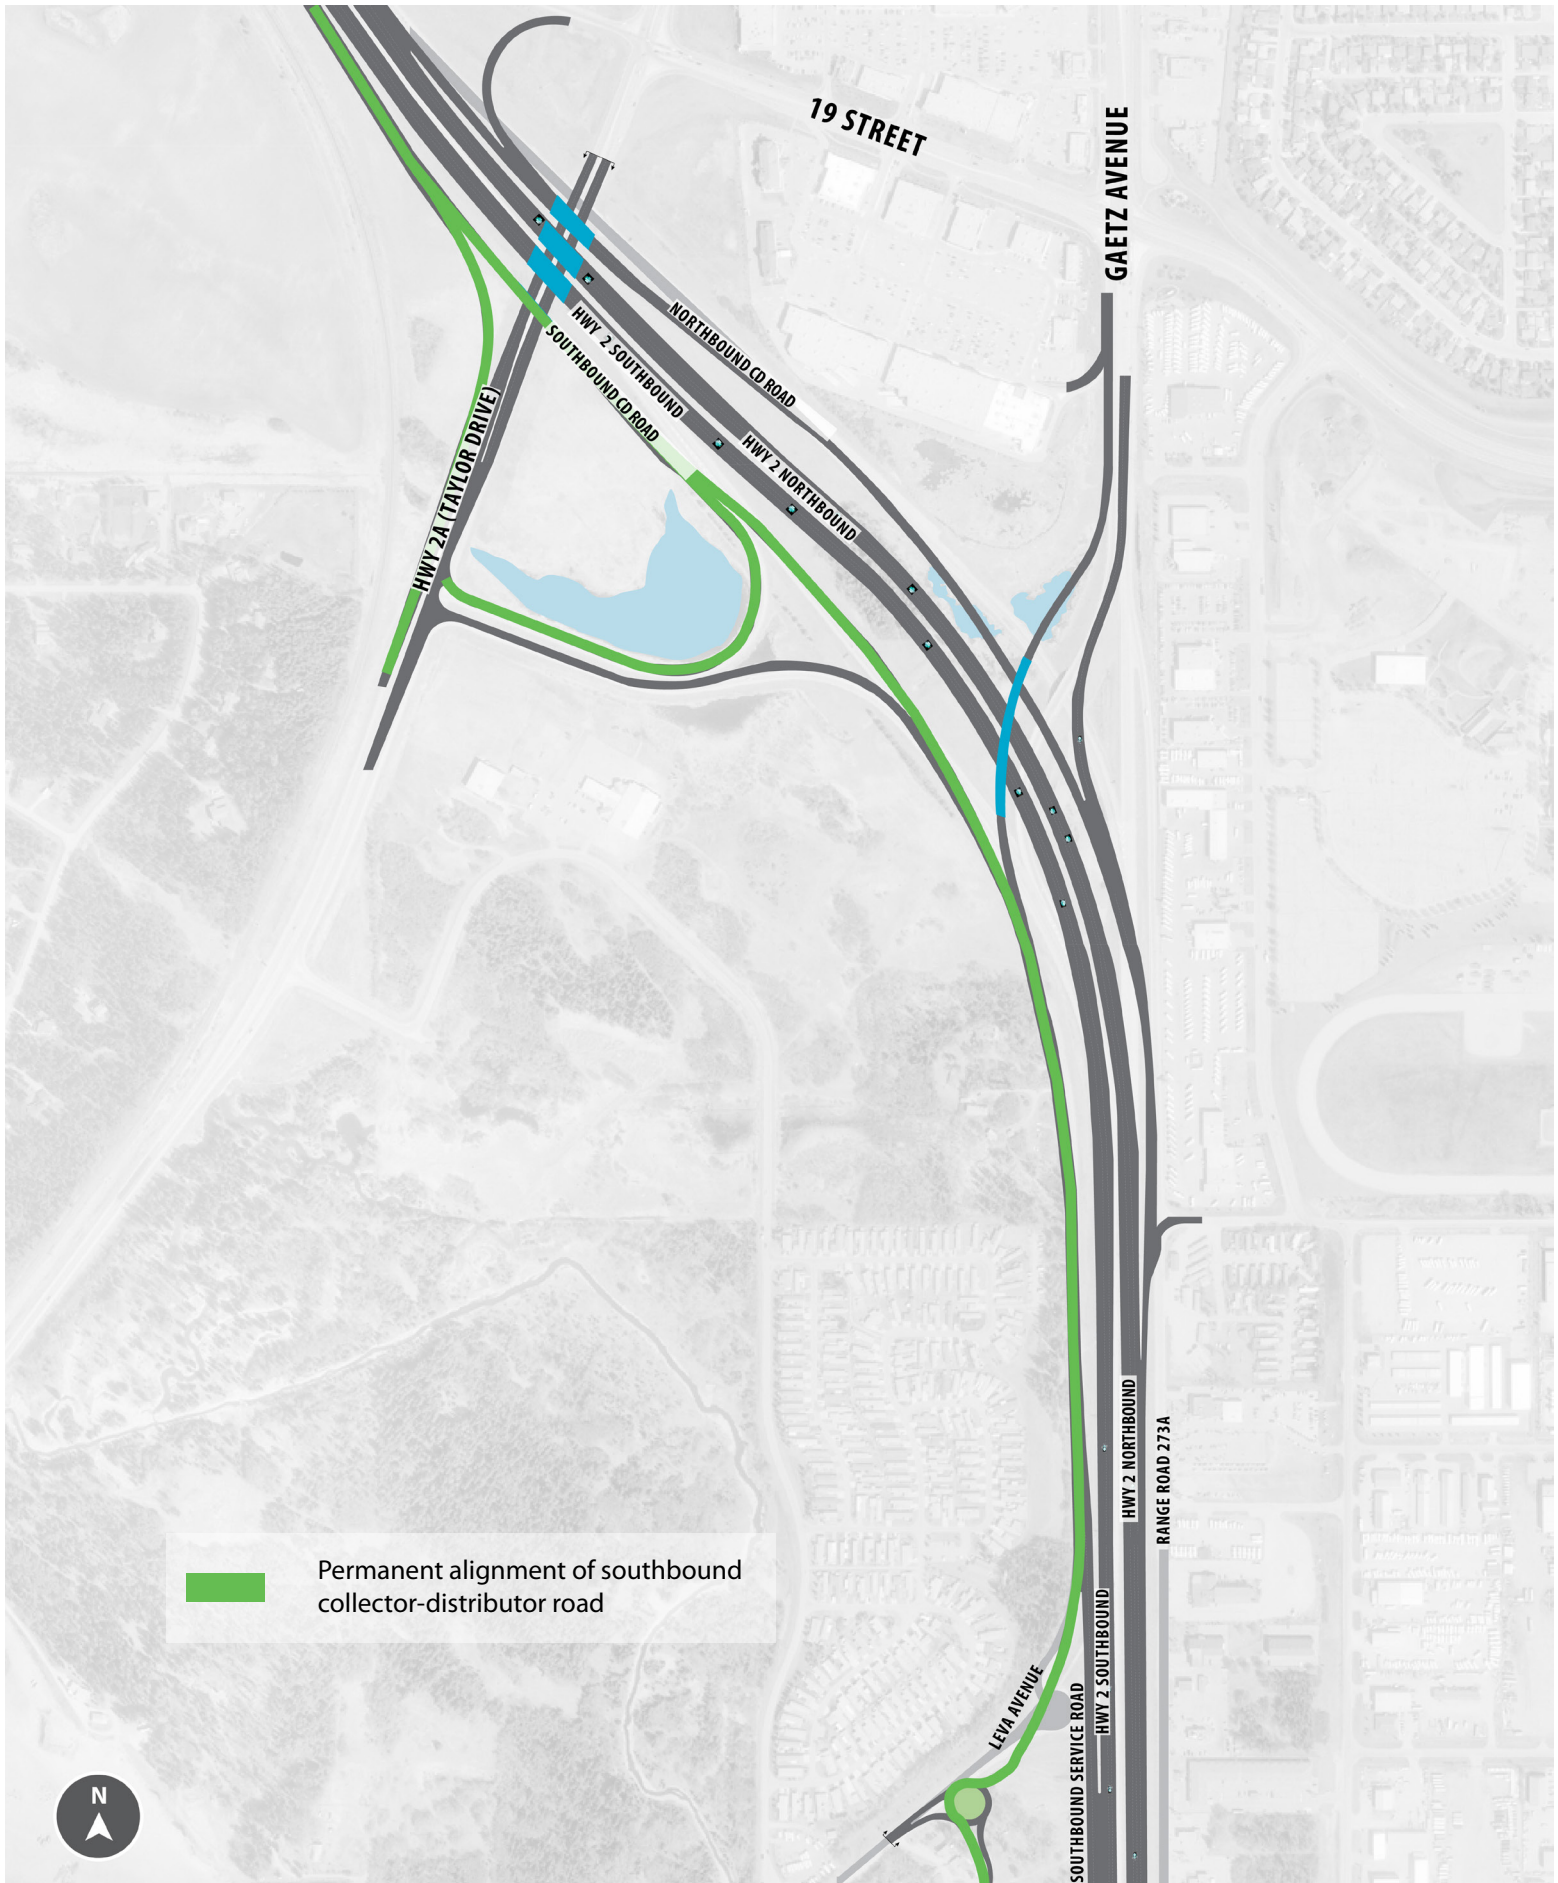 19 STREET
GAETZ AVENUE
NORTHBOUND CD ROAD
HWY 2 SOUTHBOUND
SOUTHBOUND CD ROAD
HWY 2 NORTHBOUND
HWY 2A (TAYLOR DRIVE)
HWY 2 NORTHBOUND
RANGE ROAD 273A
Permanent alignment of southbound
collector-distributor road
HWY 2 SOUTHBOUND
LEVA AVENUE
SOUTHBOUND SERVICE ROAD
N